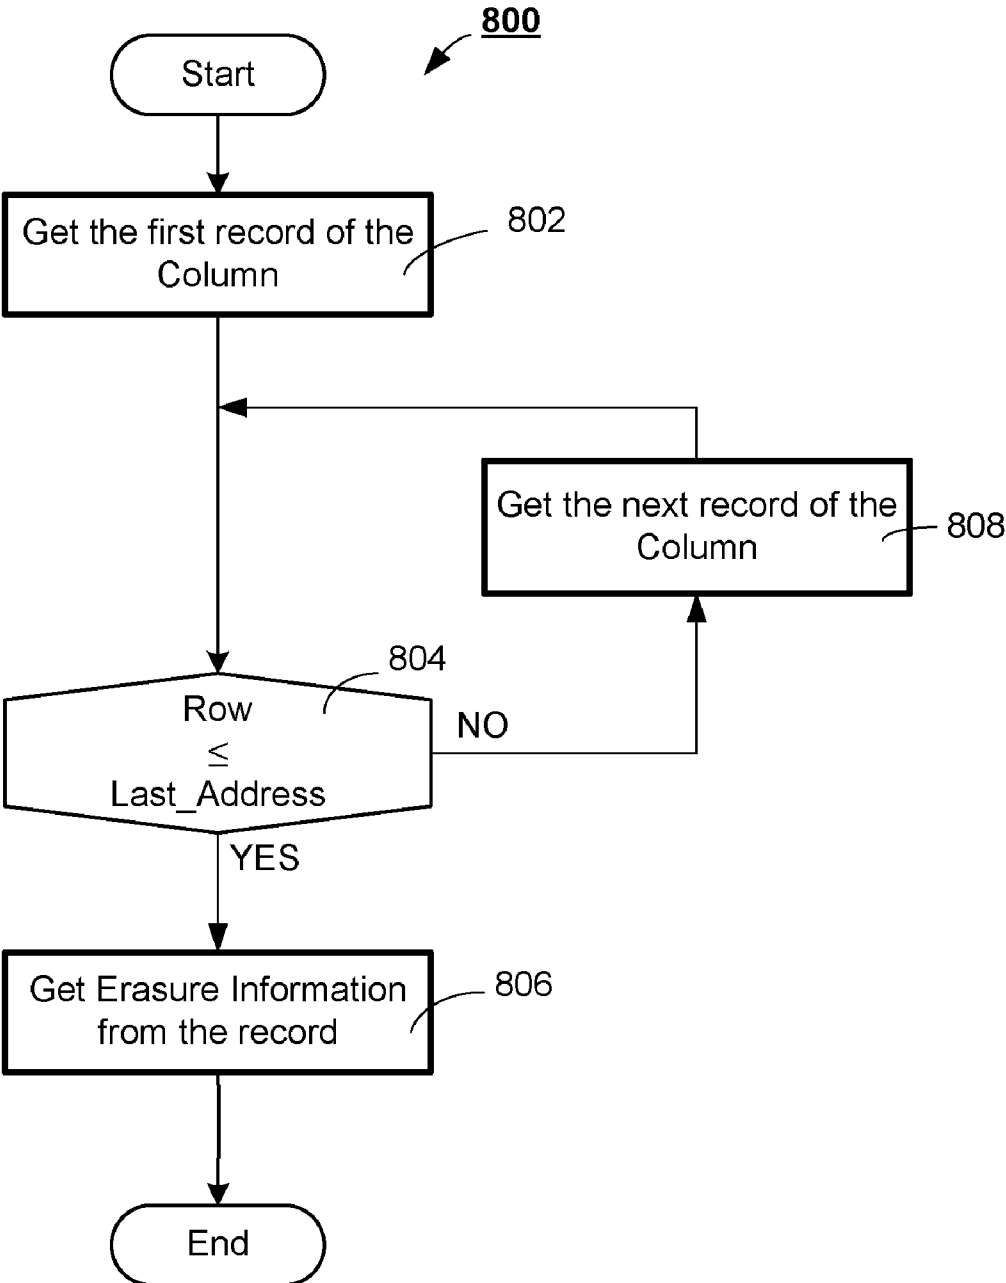 800
Start
Get the first record of the
Column
802
Get the next record of the
Column
808
804
Row
≤
Last_Address
NO
YES
Get Erasure Information
from the record
806
End